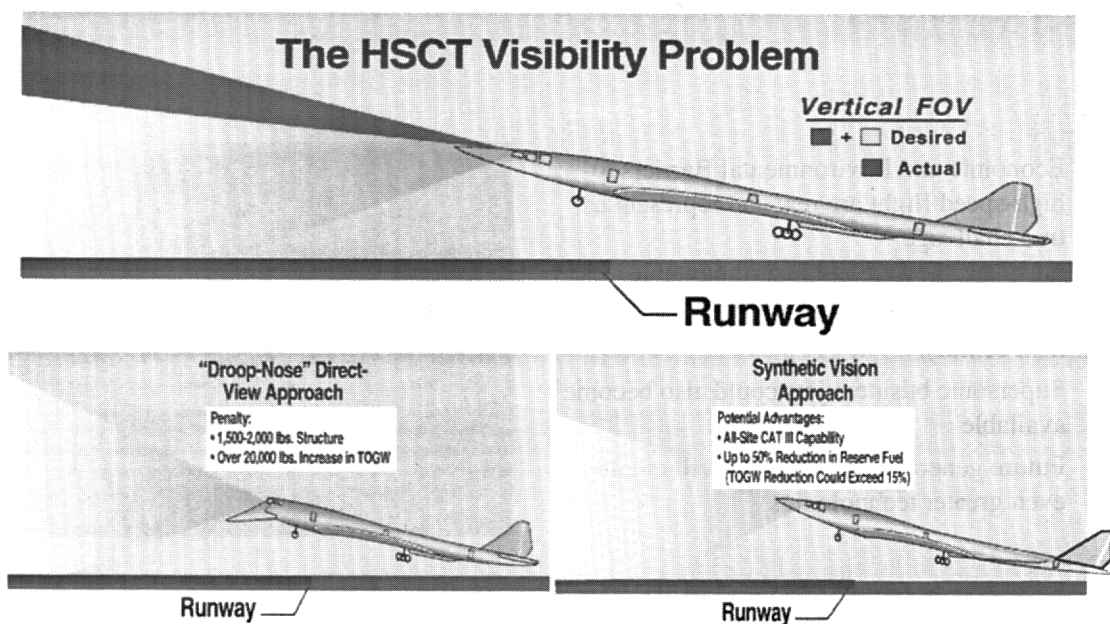 The HSCT Visibility Problem
Vertical FOV
+ Desired
Actual
Runway
"Droop-Nose" Direct-
View Approach
Penalty:
• 1,500-2,000 lbs. Structure
• Over 20,000 lbs. Increase in TOGW
Runway
Synthetic Vision
Approach
Potential Advantages:
• All-Site CAT III Capability
• Up to 50% Reduction in Reserve Fuel
(TOGW Reduction Could Exceed 15%)
Runway